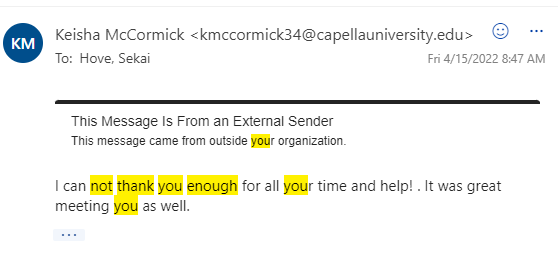 KM
Keisha McCormick <kmccormick34@capellauniversity.edu>
To: Hove, Sekai
Fri 4/15/2022 8:47 AM
This Message Is From an External Sender
This message came from outside your organization.
I can not thank you enough for all your time and help! . It was great
meeting you as well.